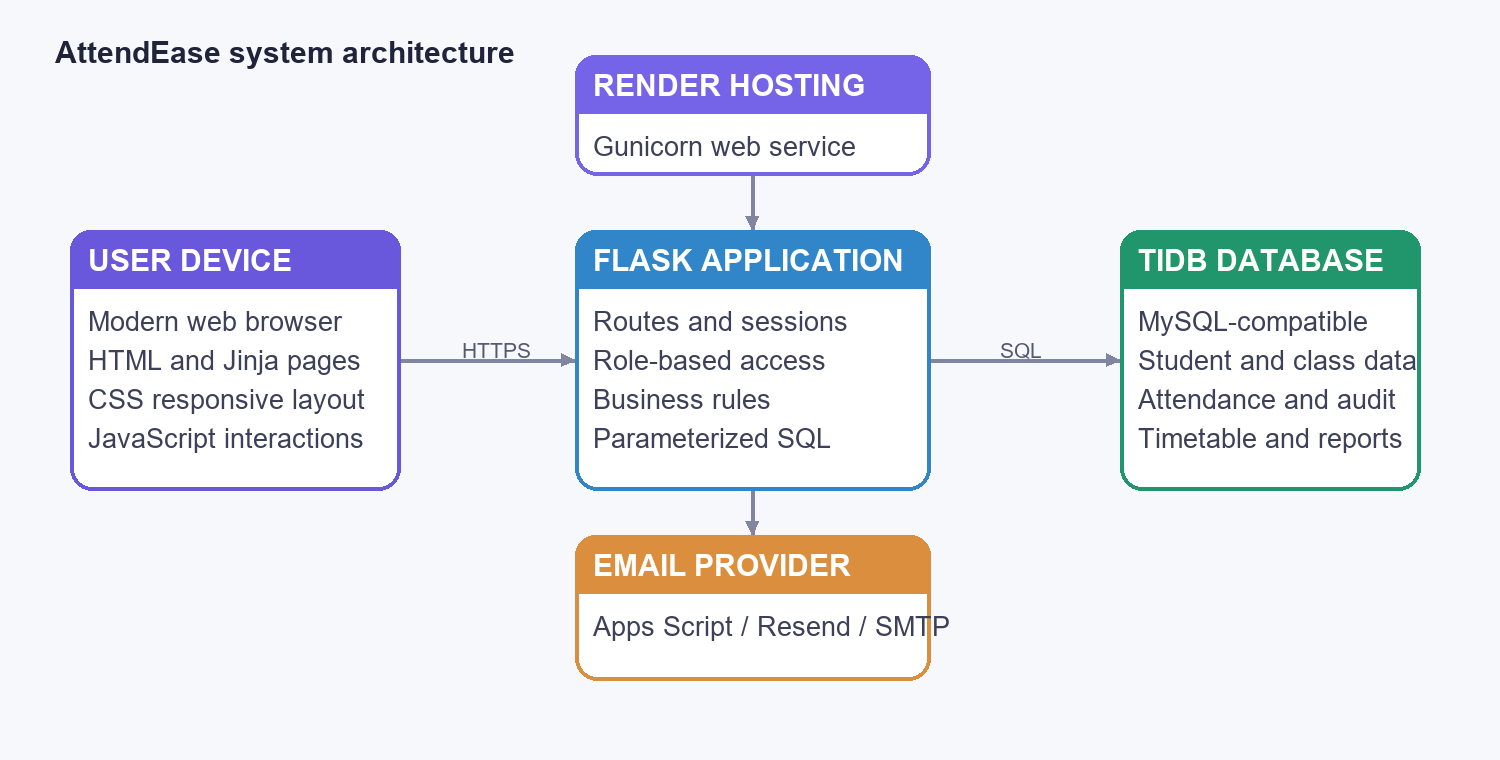 AttendEase system architecture
RENDER HOSTING
Gunicorn web service
USER DEVICE
Modern web browser
HTML and Jinja pages
CSS responsive layout
JavaScript interactions
HTTPS
FLASK APPLICATION
Routes and sessions
Role-based access
Business rules
Parameterized SQL
SQL
TIDB DATABASE
MySQL-compatible
Student and class data
Attendance and audit
Timetable and reports
EMAIL PROVIDER
Apps Script / Resend / SMTP